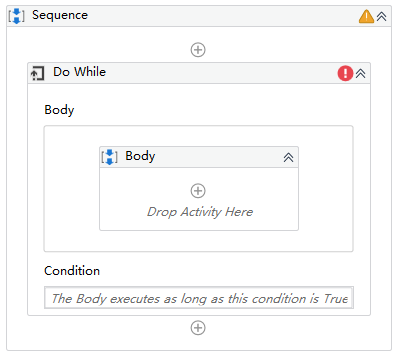 Sequence
Do While
Body
Body
Drop Activity Here
Condition
The Body executes as long as this condition is True